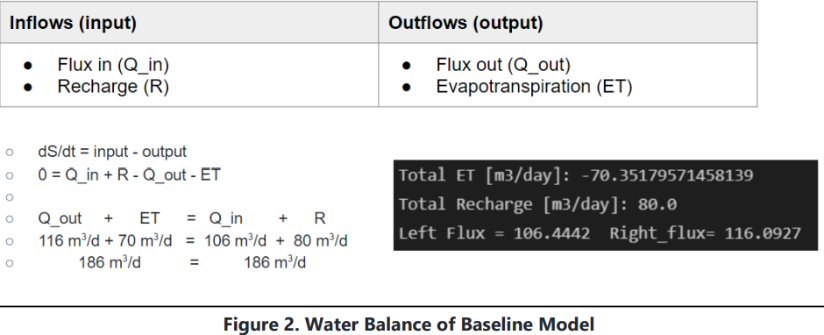 Inflows (input) Outflows (output)
● Flux in (Q_in) ● Flux out (Q_out)
● Recharge (R) ● Evapotranspiration (ET)
○ dS/dt = input - output
○ 0 = Q_in + R - Q_out - ET
○
○ Q_out + ET = Q_in + R
○ 116 m³/d + 70 m³/d = 106 m³/d + 80 m³/d
○ 186 m³/d = 186 m³/d
Total ET [m3/day]: -70.35179571458139
Total Recharge [m3/day]: 80.0
Left Flux = 106.4442 Right_flux= 116.0927
Figure 2. Water Balance of Baseline Model